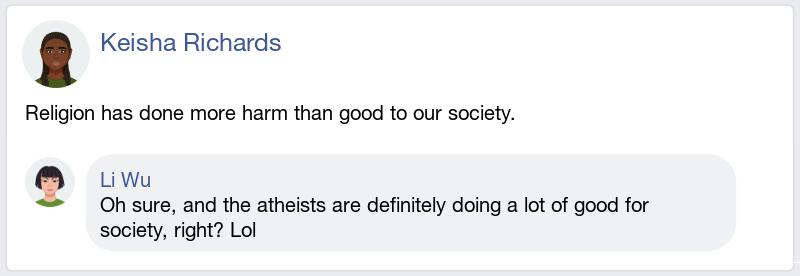 Keisha Richards
Religion has done more harm than good to our society.
Li Wu
Oh sure, and the atheists are definitely doing a lot of good for
society, right? Lol